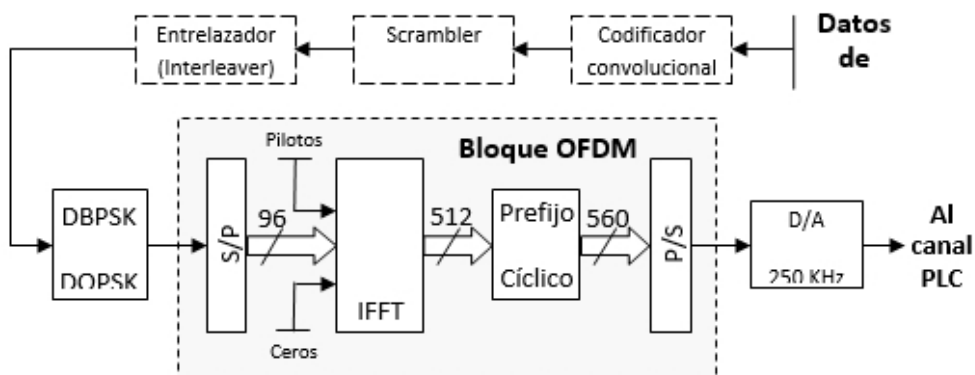 Entrelazador
(Interleaver)
Scrambler
Codificador
convolucional
Datos
de
Pilotos
Bloque OFDM
DBPSK
DQPSK
S/P
96
IFFT
512
Prefijo
Cíclico
560
P/S
D/A
250 KHz
Al
canal
PLC
Ceros